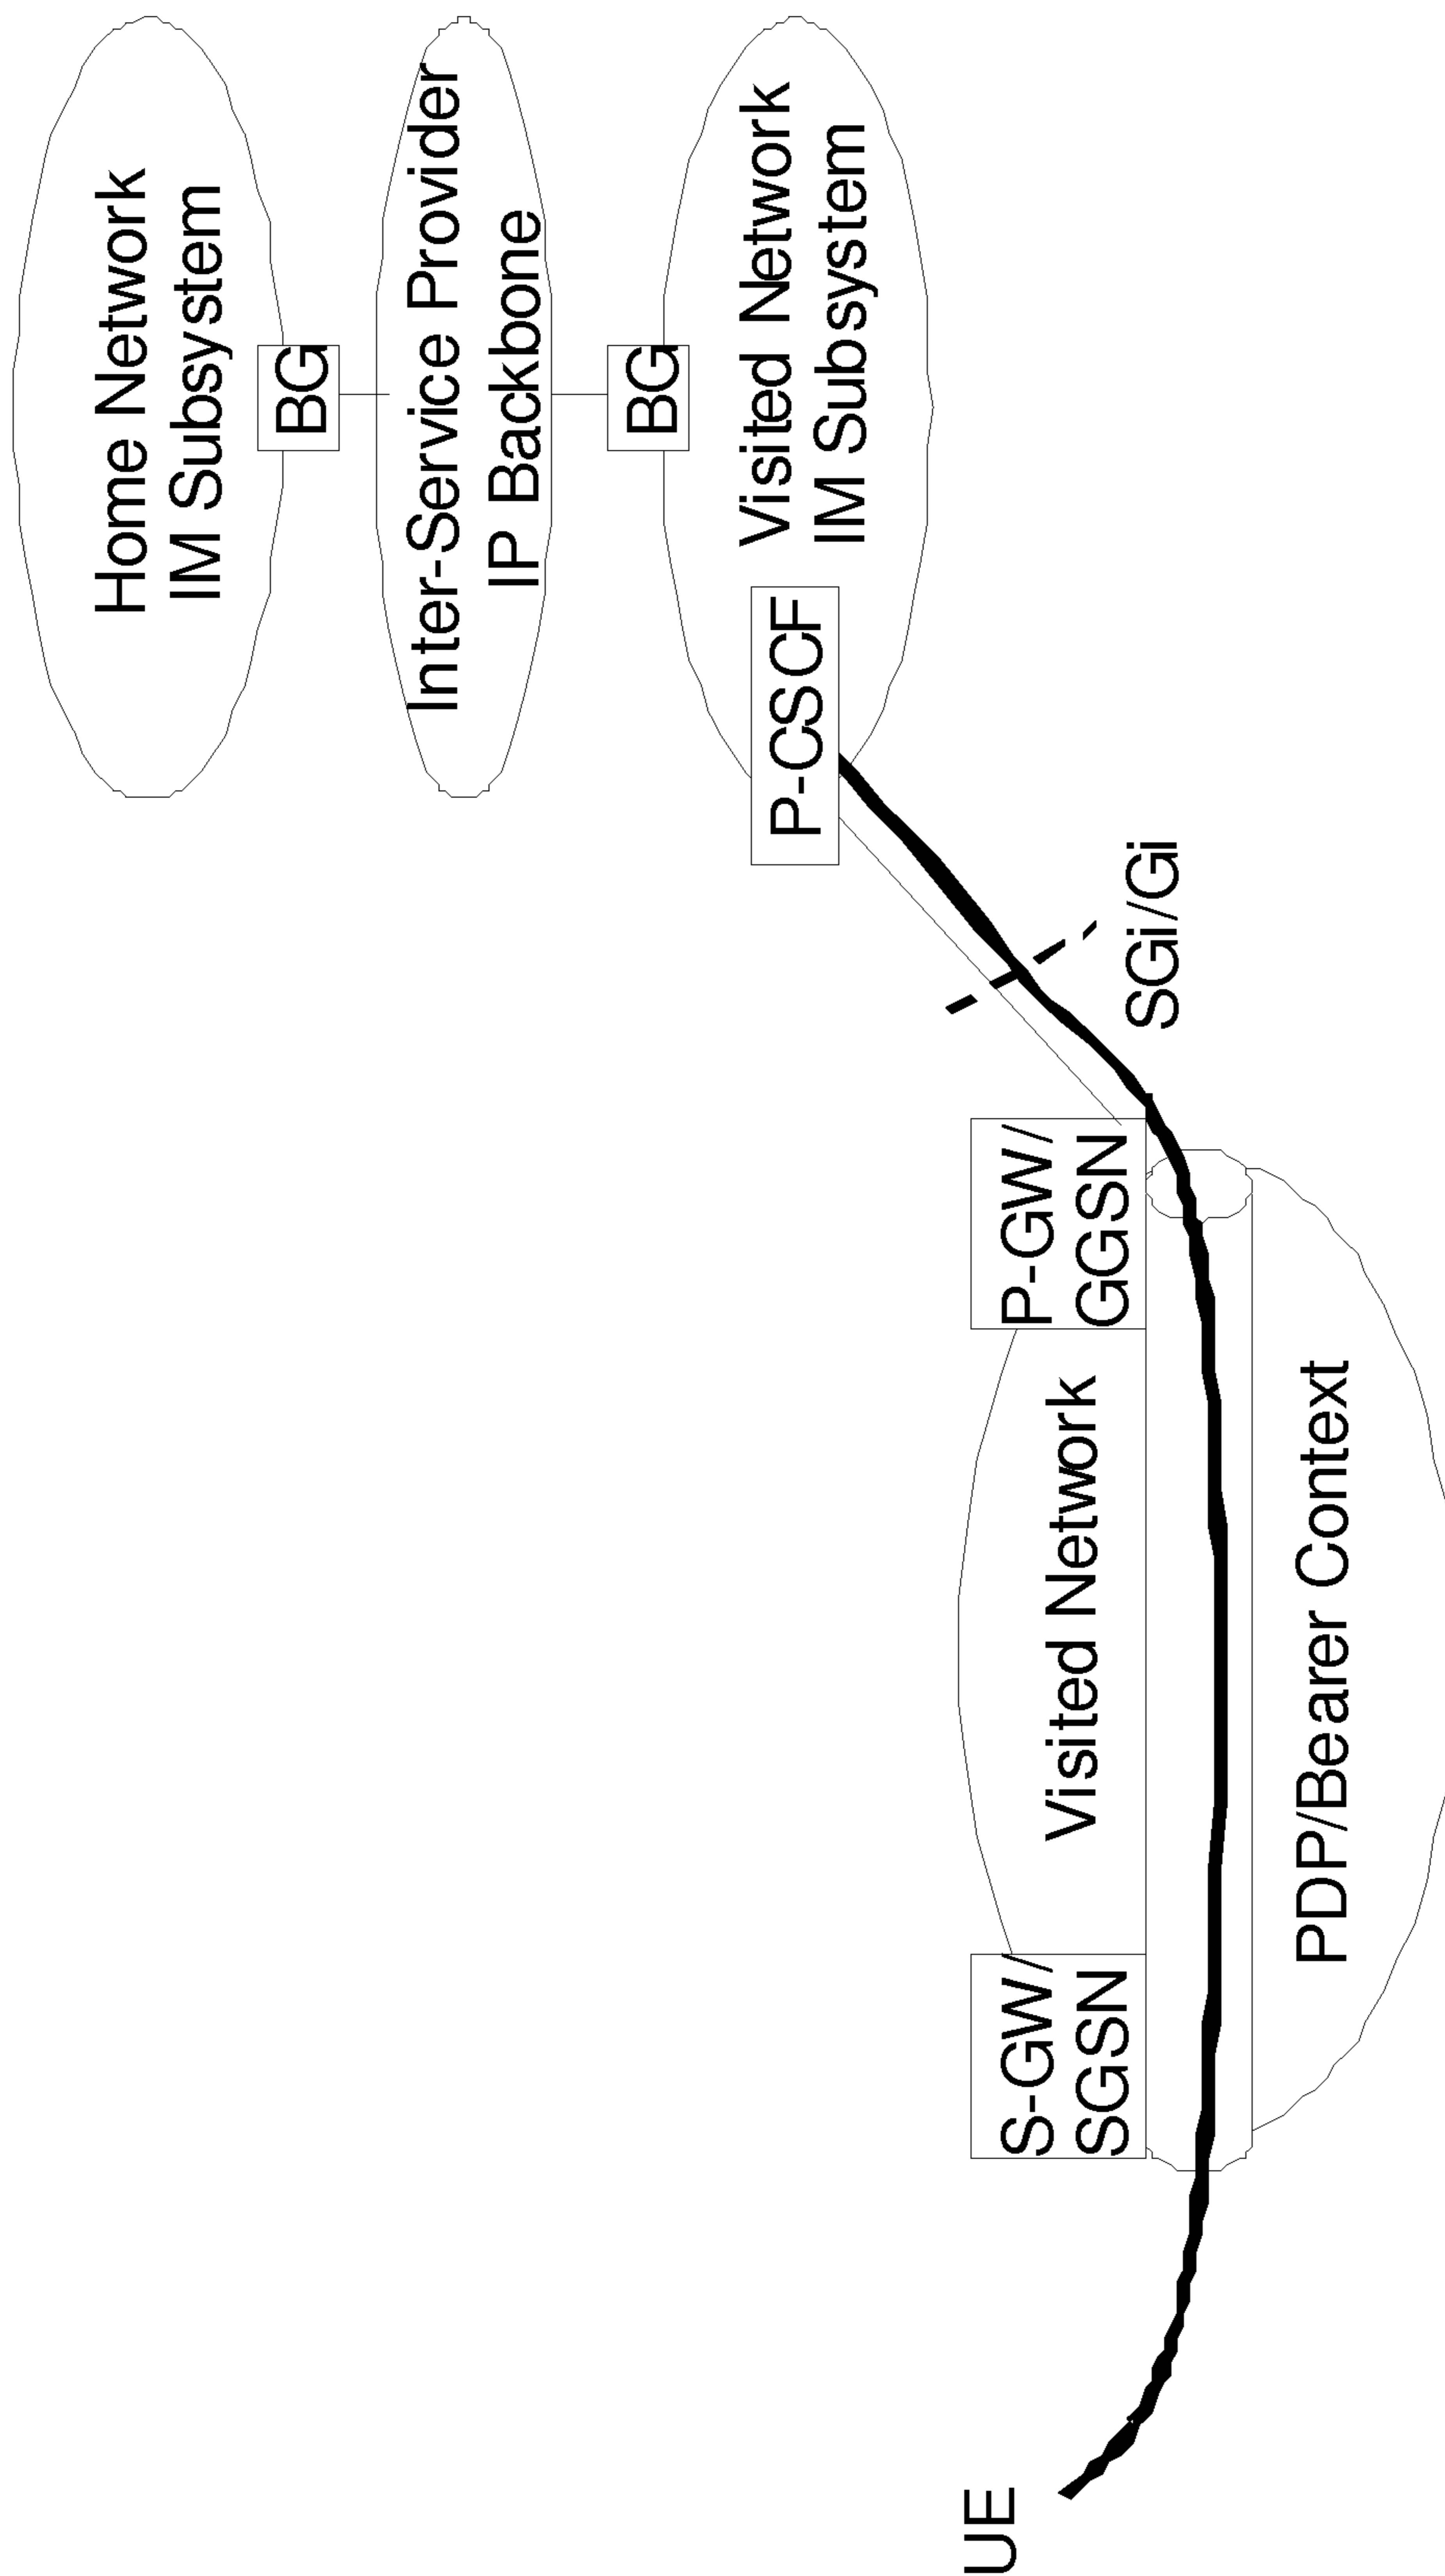 Home Network
IM Subsystem
BG
Inter-Service Provider
IP Backbone
BG
Visited Network
IM Subsystem
P-CSCF
SGi/Gi
P-GW/
GGSN
Visited Network
S-GW/
SGSN
PDP/Bearer Context
UE